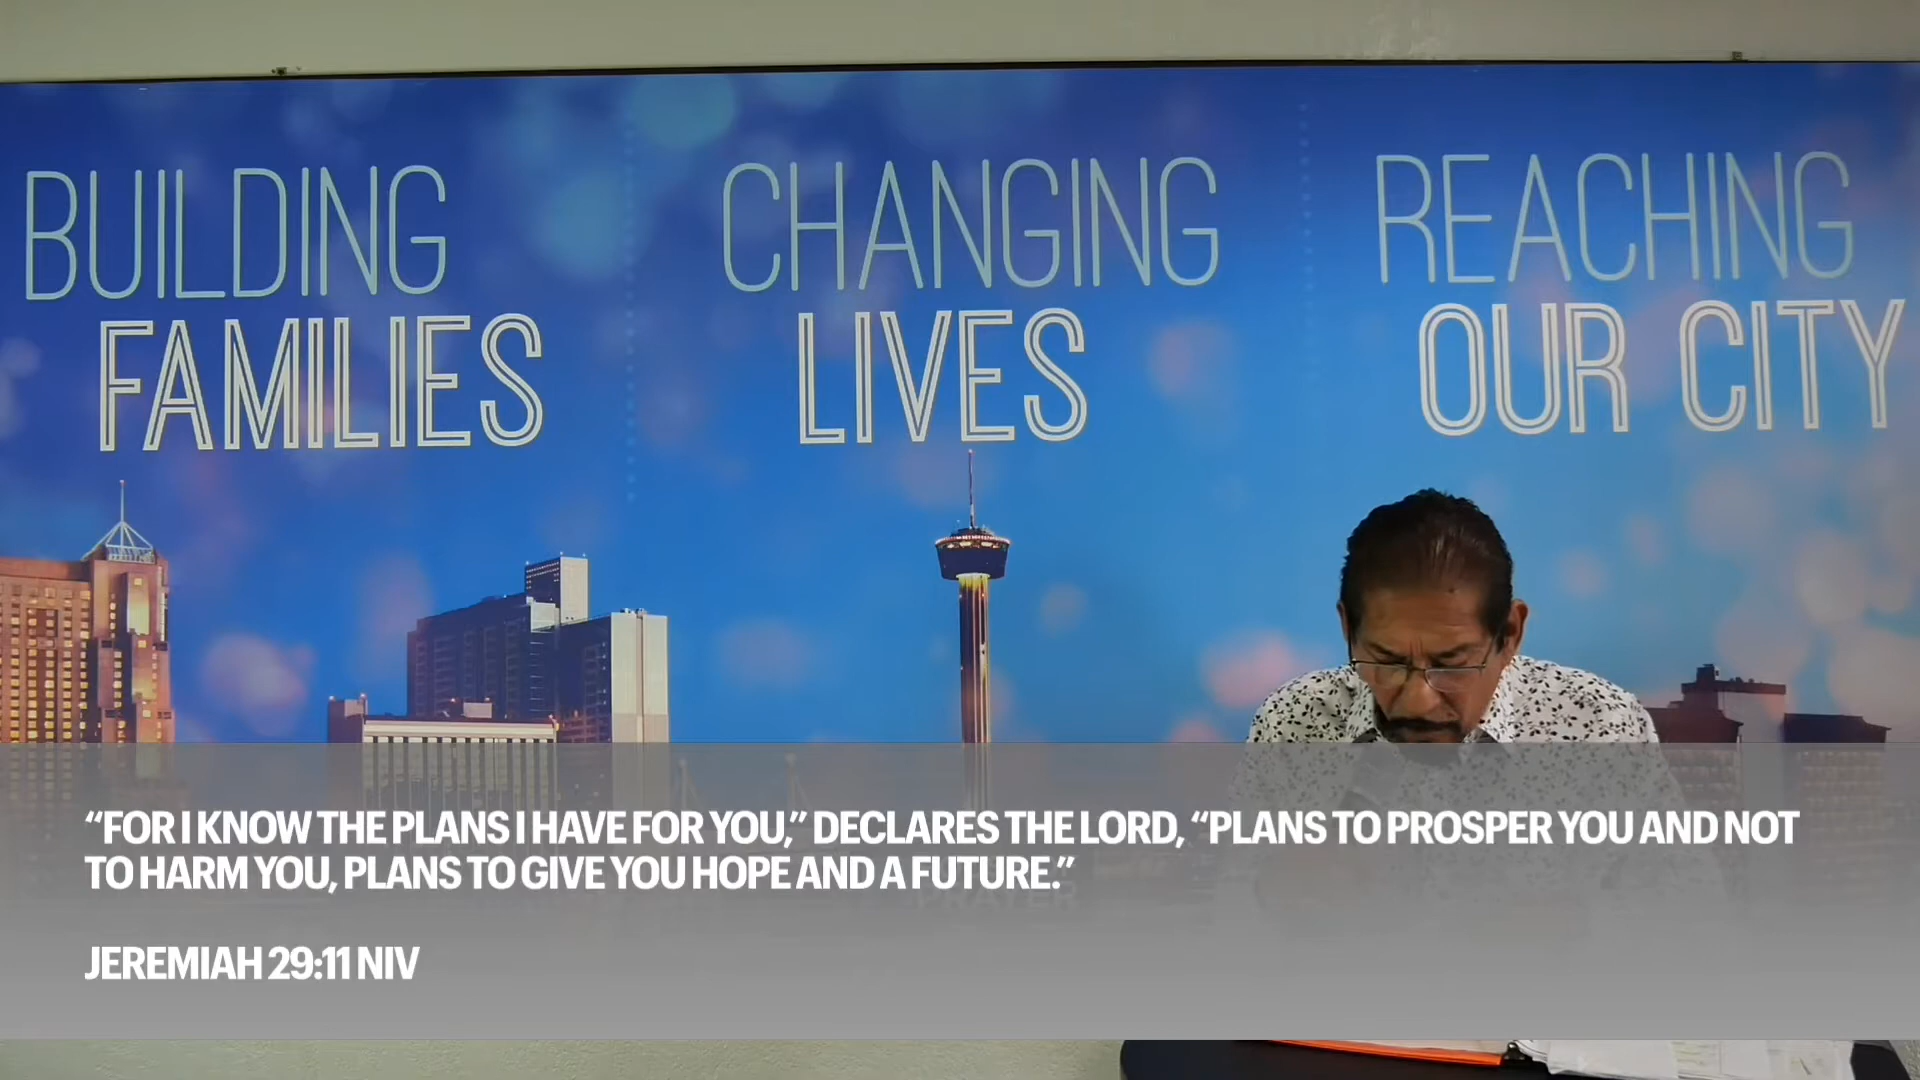 BUILDING
FAMILIES
CHANGING
LIVES
REACHING
OUR CITY
“FOR I KNOW THE PLANS I HAVE FOR YOU,” DECLARES THE LORD, “PLANS TO PROSPER YOU AND NOT
TO HARM YOU, PLANS TO GIVE YOU HOPE AND A FUTURE.”
PRAYER
JEREMIAH 29:11 NIV